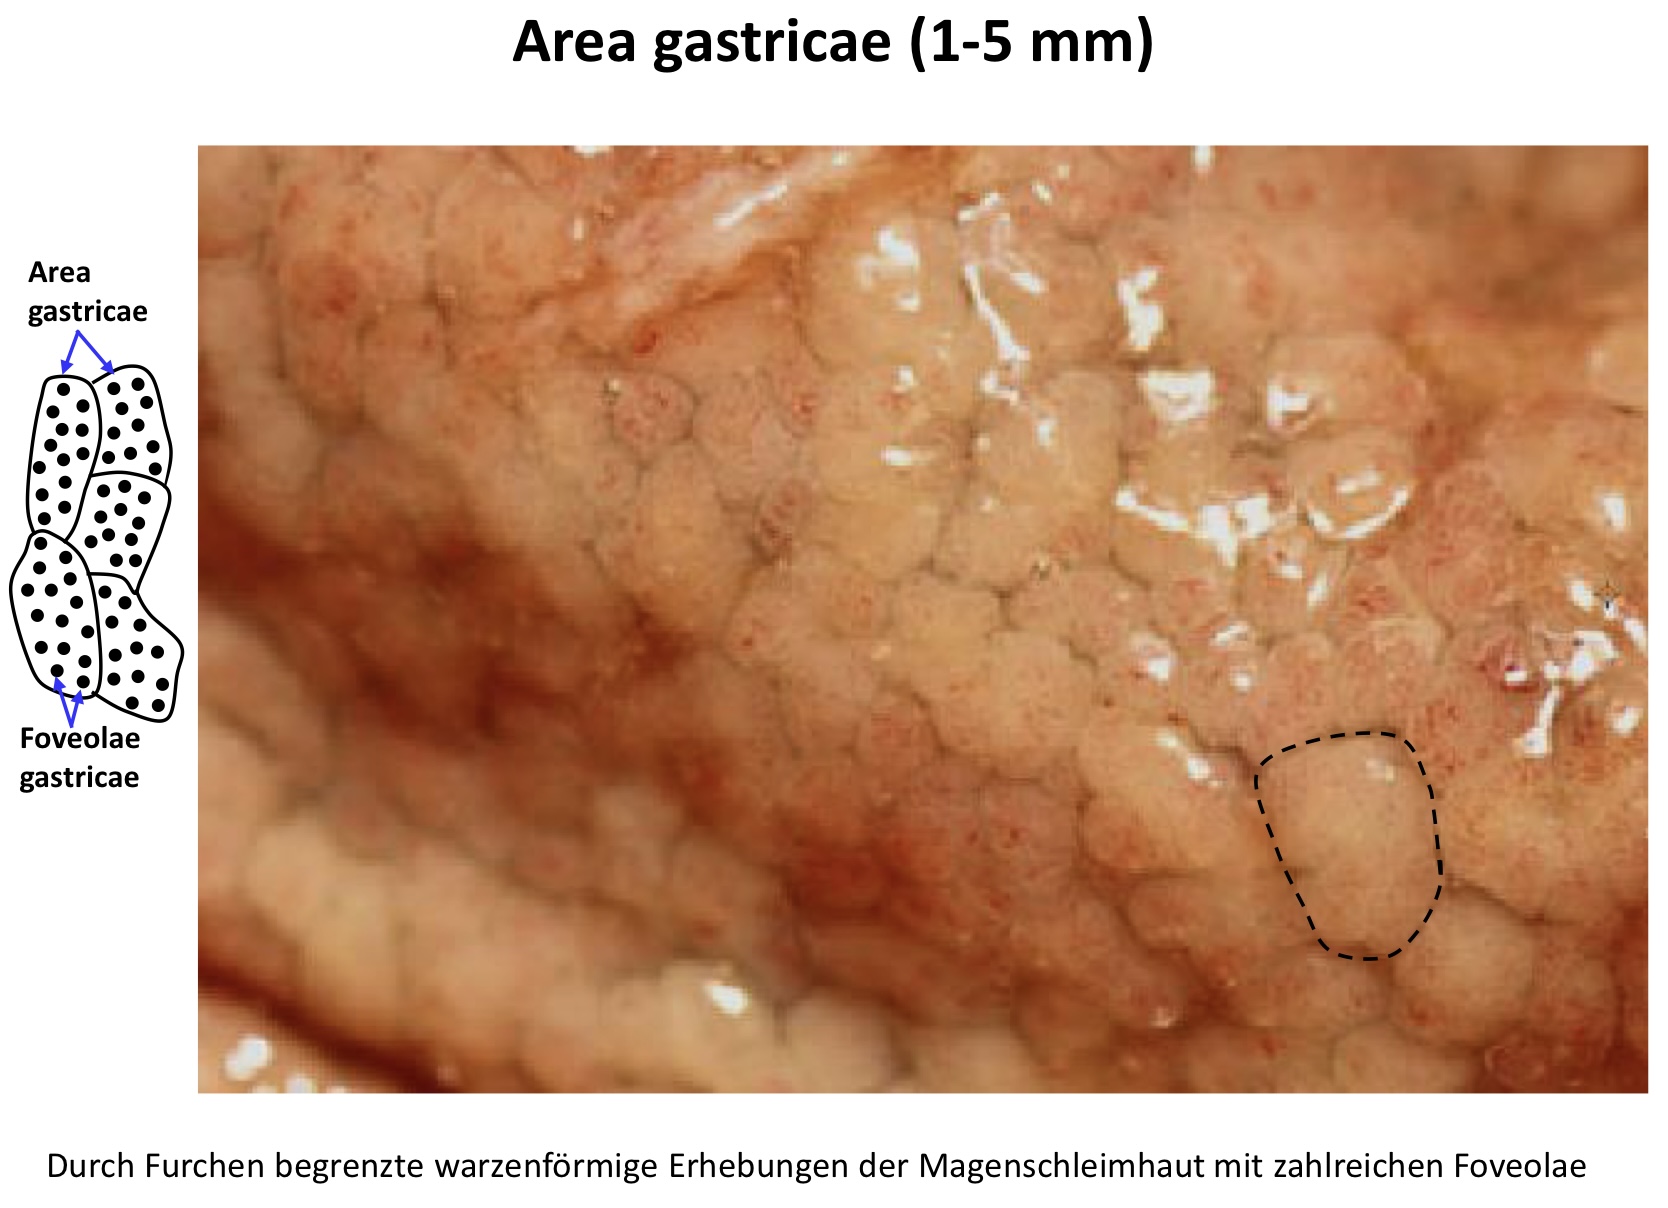 Area gastricae (1-5 mm)
Area
gastricae
Foveolae
gastricae
Durch Furchen begrenzte warzenförmige Erhebungen der Magenschleimhaut mit zahlreichen Foveolae